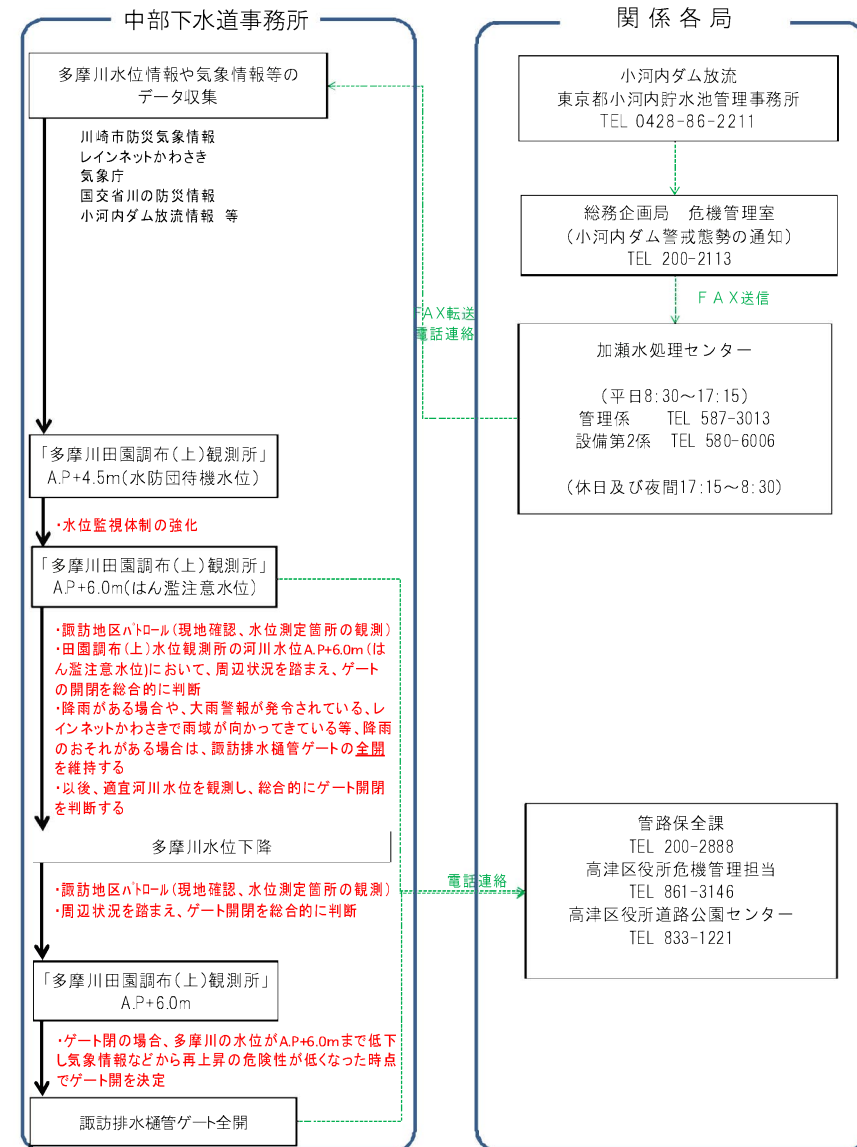 中部下水道事務所
多摩川水位情報や気象情報等の
データ収集
川崎市防災気象情報
レインネットかわさき
気象庁
国交省川の防災情報
小河内ダム放流情報 等
「多摩川田園調布(上)観測所」
A.P+4.5m(水防団待機水位)
・水位監視体制の強化
「多摩川田園調布(上)観測所」
A.P+6.0m(はん濫注意水位)
・諏訪地区パトロール(現地確認、水位測定箇所の観測)
・田園調布(上)水位観測所の河川水位A.P+6.0m(は
ん濫注意水位)において、周辺状況を踏まえ、ゲート
の開閉を総合的に判断
・降雨がある場合や、大雨警報が発令されている、レ
インネットかわさきで雨域が向かってきている等、降雨
のおそれがある場合は、諏訪排水樋管ゲートの全開
を維持する
・以後、適宜河川水位を観測し、総合的にゲート開閉
を判断する
多摩川水位下降
・諏訪地区パトロール(現地確認、水位測定箇所の観測)
・周辺状況を踏まえ、ゲート開閉を総合的に判断
「多摩川田園調布(上)観測所」
A.P+6.0m
・ゲート閉の場合、多摩川の水位がA.P+6.0mまで低下
し気象情報などから再上昇の危険性が低くなった時点
でゲート開を決定
諏訪排水樋管ゲート全開
FAX転送
電話連絡
電話連絡
関係各局
小河内ダム放流
東京都小河内貯水池管理事務所
TEL 0428-86-2211
総務企画局 危機管理室
(小河内ダム警戒態勢の通知)
TEL 200-2113
ＦＡＸ送信
加瀬水処理センター
(平日8:30～17:15)
管理係 TEL 587-3013
設備第2係 TEL 580-6006
(休日及び夜間17:15～8:30)
管路保全課
TEL 200-2888
高津区役所危機管理担当
TEL 861-3146
高津区役所道路公園センター
TEL 833-1221